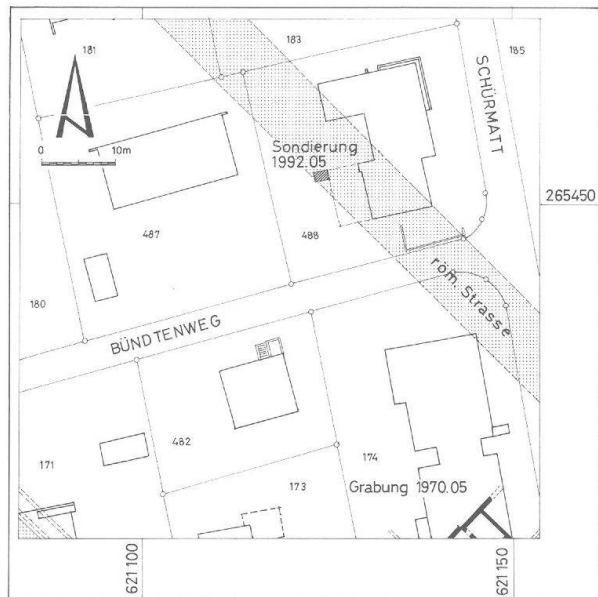 181
183
185
SCHÜRMATT
0 10m
Sondierung
1992.05
265450
487
488
180
röm. Strasse
BÜNDTENWEG
482
171
174
173
Grabung 1970.05
621100
621150